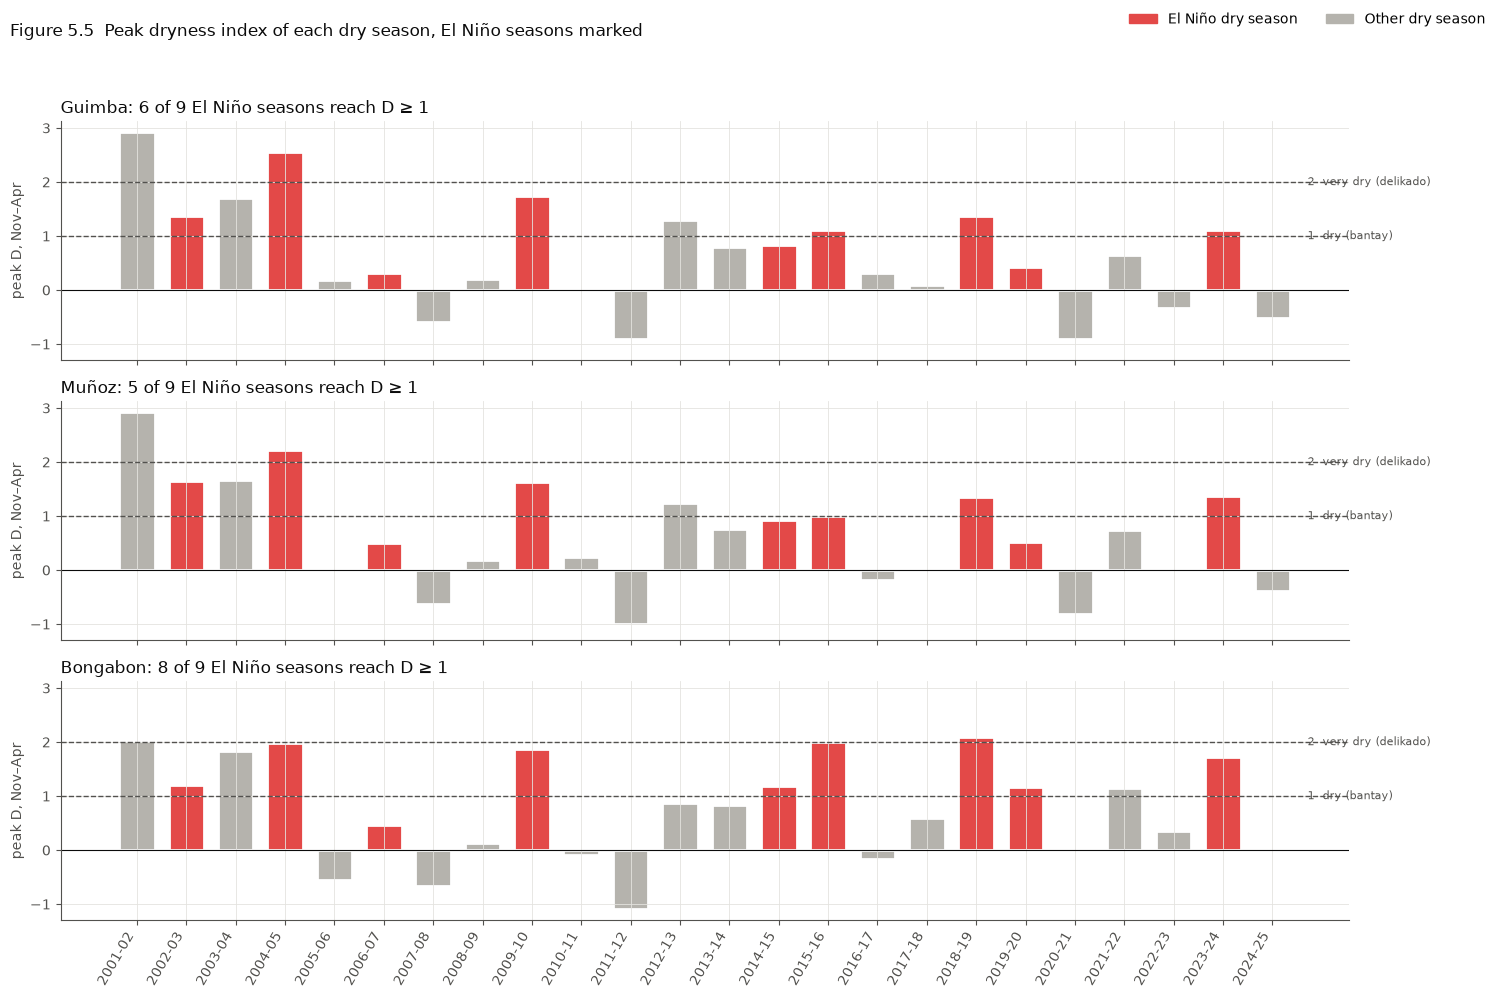 Figure 5.5  Peak dryness index of each dry season, El Niño seasons marked
El Niño dry season
Other dry season
Guimba: 6 of 9 El Niño seasons reach D ≥ 1
peak D, Nov–Apr
3
2
1
0
−1
2  very dry (delikado)
1  dry (bantay)
Muñoz: 5 of 9 El Niño seasons reach D ≥ 1
peak D, Nov–Apr
3
2
1
0
−1
2  very dry (delikado)
1  dry (bantay)
Bongabon: 8 of 9 El Niño seasons reach D ≥ 1
peak D, Nov–Apr
3
2
1
0
−1
2  very dry (delikado)
1  dry (bantay)
2001-02
2002-03
2003-04
2004-05
2005-06
2006-07
2007-08
2008-09
2009-10
2010-11
2011-12
2012-13
2013-14
2014-15
2015-16
2016-17
2017-18
2018-19
2019-20
2020-21
2021-22
2022-23
2023-24
2024-25